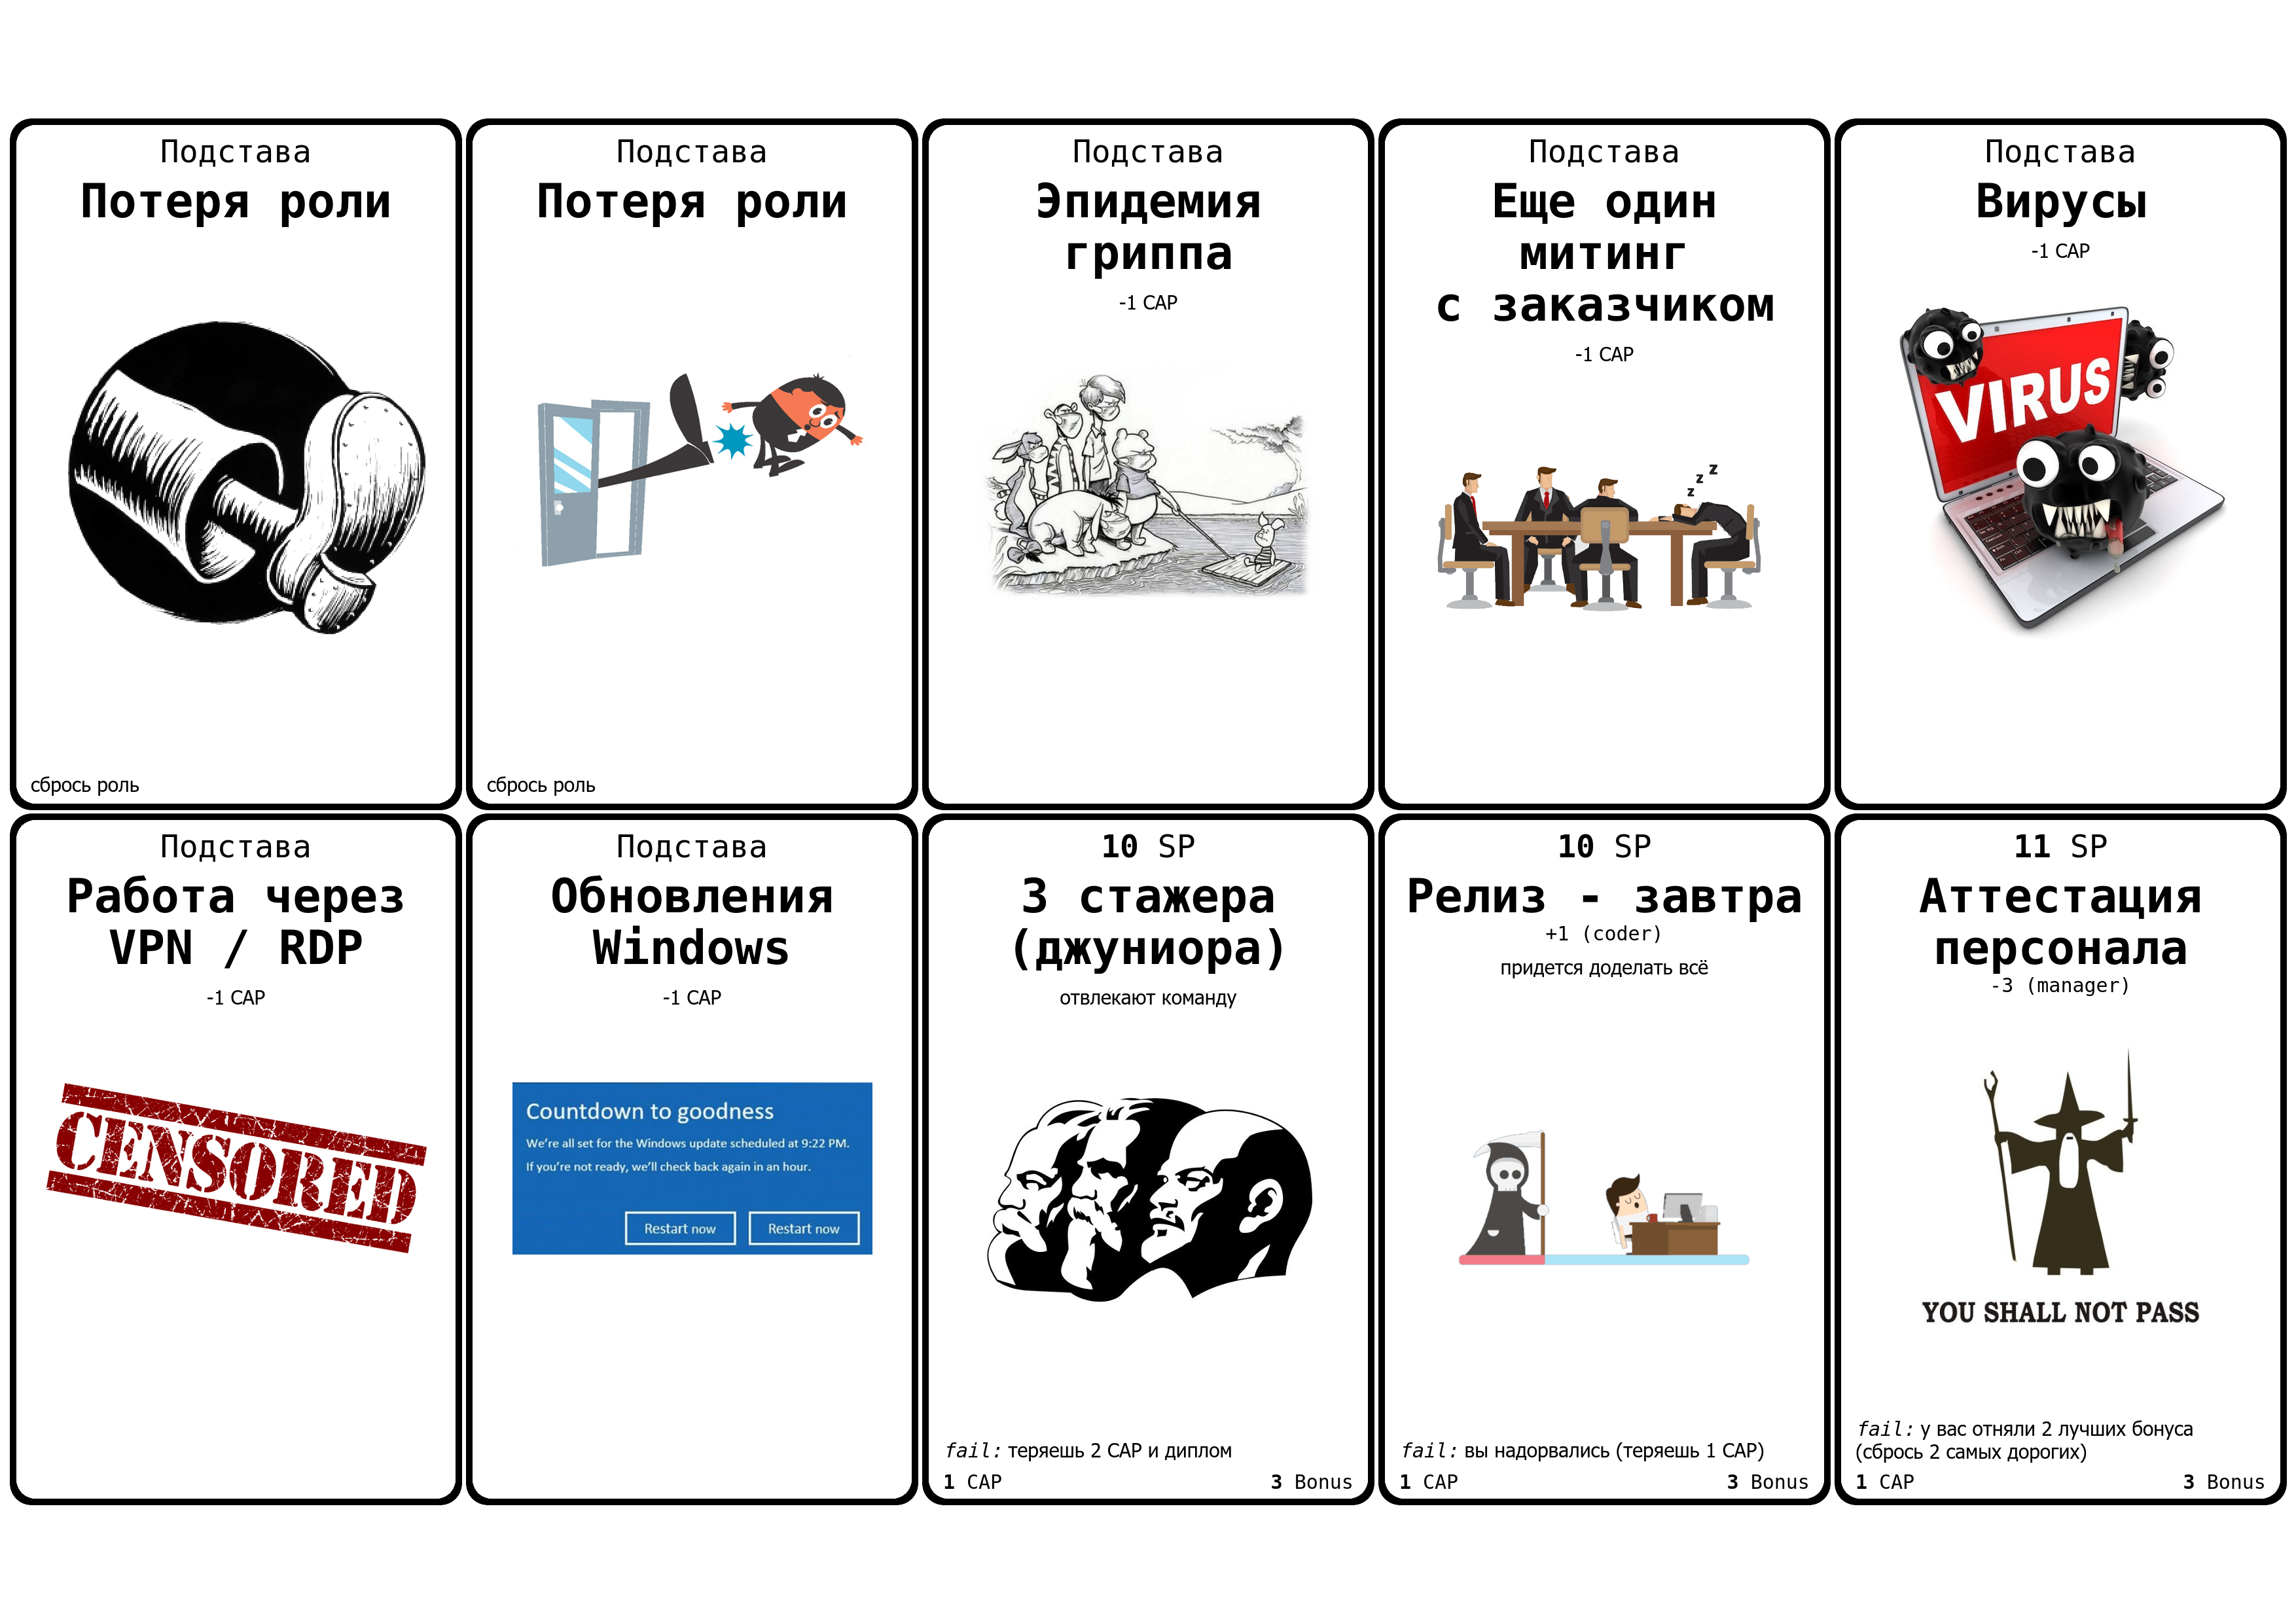 Подстава
Потеря роли
сбрось роль
Подстава
Потеря роли
сбрось роль
Подстава
Эпидемия
гриппа
-1 CAP
Подстава
Еще один
митинг
с заказчиком
-1 CAP
z
z
z
Подстава
Вирусы
-1 CAP
VIRUS
Подстава
Работа через
VPN / RDP
-1 CAP
CENSORED
Подстава
Обновления
Windows
-1 CAP
Countdown to goodness
We're all set for the Windows update scheduled at 9:22 PM.
If you're not ready, we'll check back again in an hour.
Restart now Restart now
10 SP
3 стажера
(джуниора)
отвлекают команду
fail: теряешь 2 CAP и диплом
1 CAP 3 Bonus
10 SP
Релиз - завтра
+1 (coder)
придется доделать всё
fail: вы надорвались (теряешь 1 CAP)
1 CAP 3 Bonus
11 SP
Аттестация
персонала
-3 (manager)
YOU SHALL NOT PASS
fail: у вас отняли 2 лучших бонуса
(сбрось 2 самых дорогих)
1 CAP 3 Bonus